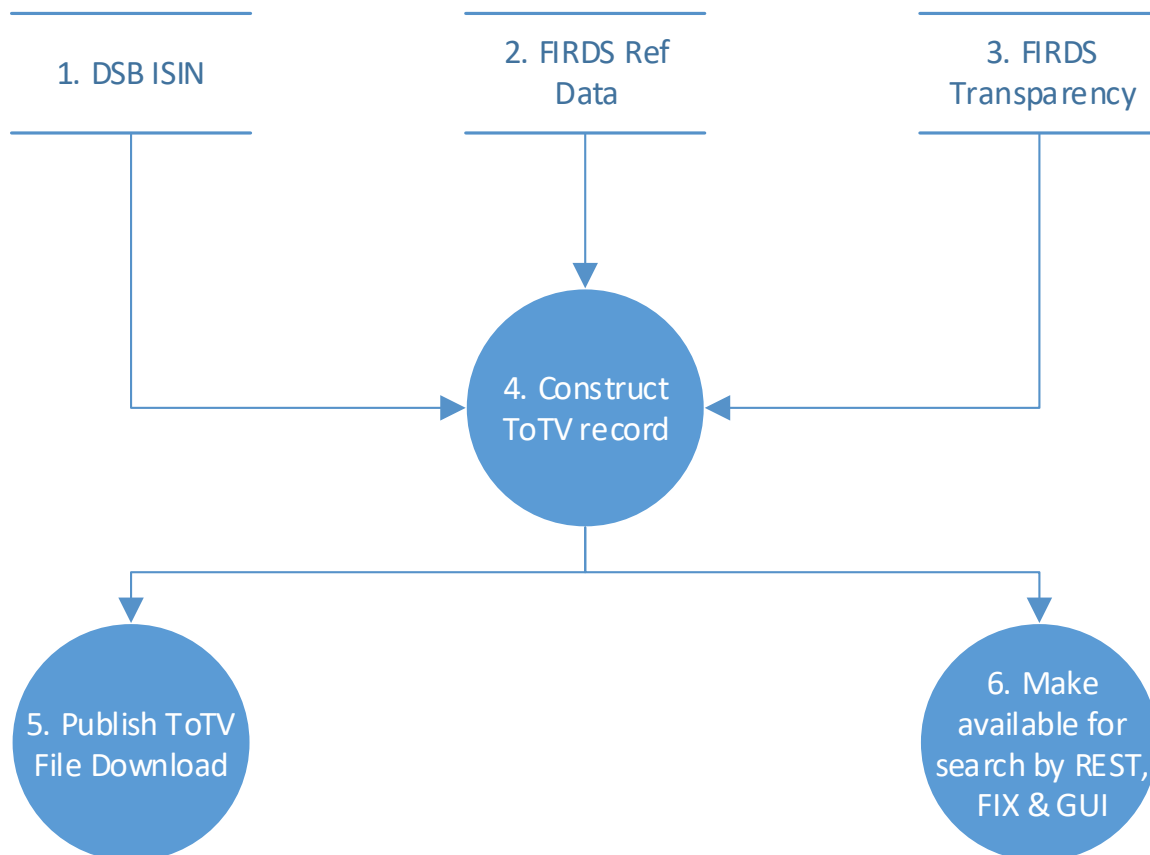 1. DSB ISIN
2. FIRDS Ref
Data
3. FIRDS
Transparency
4. Construct
ToTV record
5. Publish ToTV
File Download
6. Make
available for
search by REST,
FIX & GUI